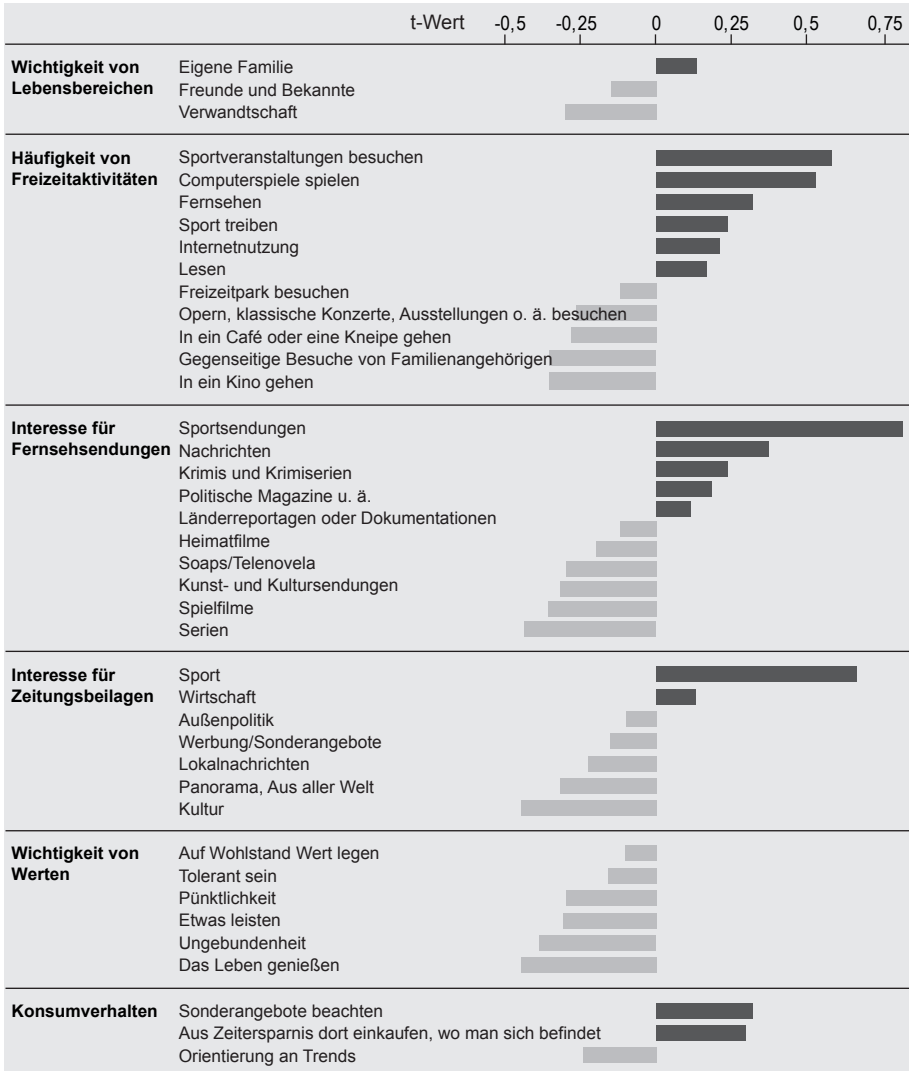 t-Wert -0,5 -0,25 0 0,25 0,5 0,75
Wichtigkeit von Lebensbereichen
Eigene Familie
Freunde und Bekannte
Verwandtschaft
Häufigkeit von Freizeitaktivitäten
Sportveranstaltungen besuchen
Computerspiele spielen
Fernsehen
Sport treiben
Internetnutzung
Lesen
Freizeitpark besuchen
Opern, klassische Konzerte, Ausstellungen o. ä. besuchen
In ein Café oder eine Kneipe gehen
Gegenseitige Besuche von Familienangehörigen
In ein Kino gehen
Interesse für Fernsehsendungen
Sportsendungen
Nachrichten
Krimis und Krimiserien
Politische Magazine u. ä.
Länderreportagen oder Dokumentationen
Heimatfilme
Soaps/Telenovela
Kunst- und Kultursendungen
Spielfilme
Serien
Interesse für Zeitungsbeilagen
Sport
Wirtschaft
Außenpolitik
Werbung/Sonderangebote
Lokalnachrichten
Panorama, Aus aller Welt
Kultur
Wichtigkeit von Werten
Auf Wohlstand Wert legen
Tolerant sein
Pünktlichkeit
Etwas leisten
Ungebundenheit
Das Leben genießen
Konsumverhalten
Sonderangebote beachten
Aus Zeitersparnis dort einkaufen, wo man sich befindet
Orientierung an Trends